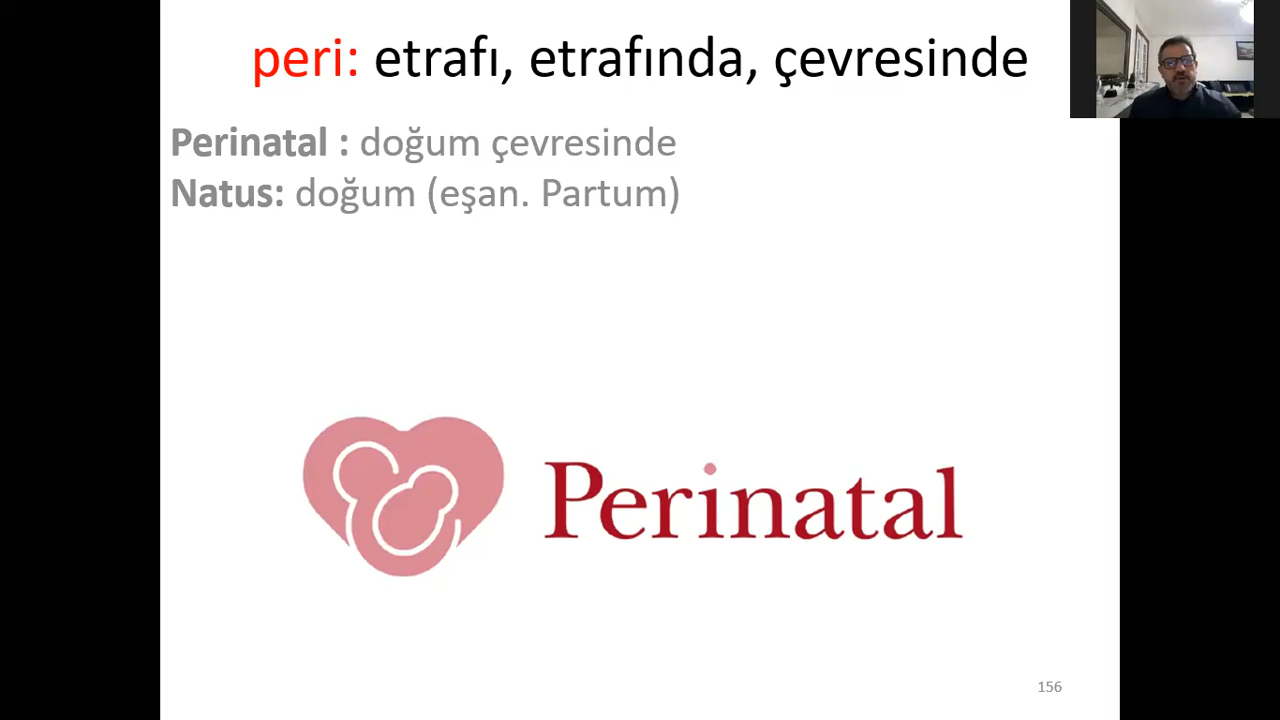 peri: etrafı, etrafında, çevresinde
Perinatal : doğum çevresinde
Natus: doğum (eşan. Partum)
Perinatal
156